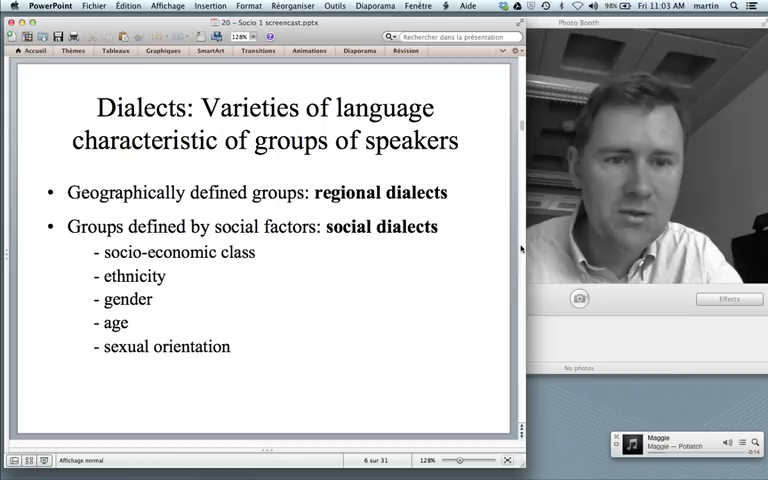 PowerPoint Fichier Édition Affichage Insertion Format Réorganiser Outils Diaporama Fenêtre Aide 98% Fri 11:03 AM martin
20 – Socio 1 screencast.pptx
Photo Booth
128%
Rechercher dans la présentation
Accueil Thèmes Tableaux Graphiques SmartArt Transitions Animations Diaporama Révision
Dialects: Varieties of language
characteristic of groups of speakers
• Geographically defined groups: regional dialects
• Groups defined by social factors: social dialects
- socio-economic class
- ethnicity
- gender
- age
- sexual orientation
Effects
No photos
Maggie
Maggie — Potlatch
-0:14
Affichage normal
6 sur 31
128%